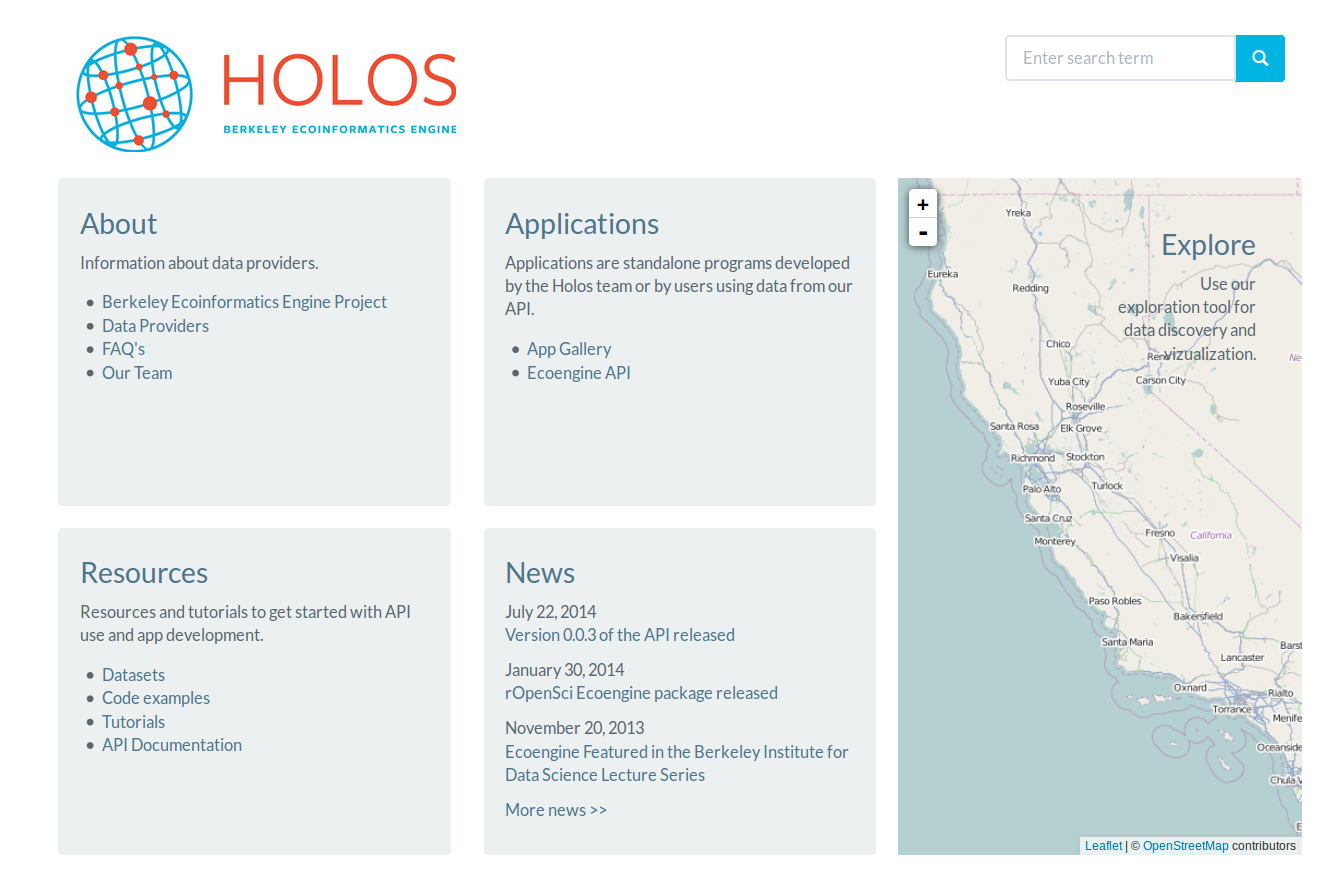 HOLOS
BERKELEY ECOINFORMATICS ENGINE
Enter search term
About
Information about data providers.
• Berkeley Ecoinformatics Engine Project
• Data Providers
• FAQ's
• Our Team
Applications
Applications are standalone programs developed
by the Holos team or by users using data from our
API.
• App Gallery
• Ecoengine API
Resources
Resources and tutorials to get started with API
use and app development.
• Datasets
• Code examples
• Tutorials
• API Documentation
News
July 22, 2014
Version 0.0.3 of the API released
January 30, 2014
rOpenSci Ecoengine package released
November 20, 2013
Ecoengine Featured in the Berkeley Institute for
Data Science Lecture Series
More news >>
+
-
Explore
Use our
exploration tool for
data discovery and
vizualization.
Yreka
Eureka
Redding
Chico
Reno
Ne
Yuba City
Carson City
Roseville
Santa Rosa
Elk Grove
Richmond
Stockton
Palo Alto
Turlock
Santa Cruz
Fresno
California
Monterey
Visalia
Paso Robles
Bakersfield
Santa Maria
Barst
Lancaster
Oxnard
Rialto
Torrance
Menife
Oceanside
Chula V
E
Leaflet | © OpenStreetMap contributors